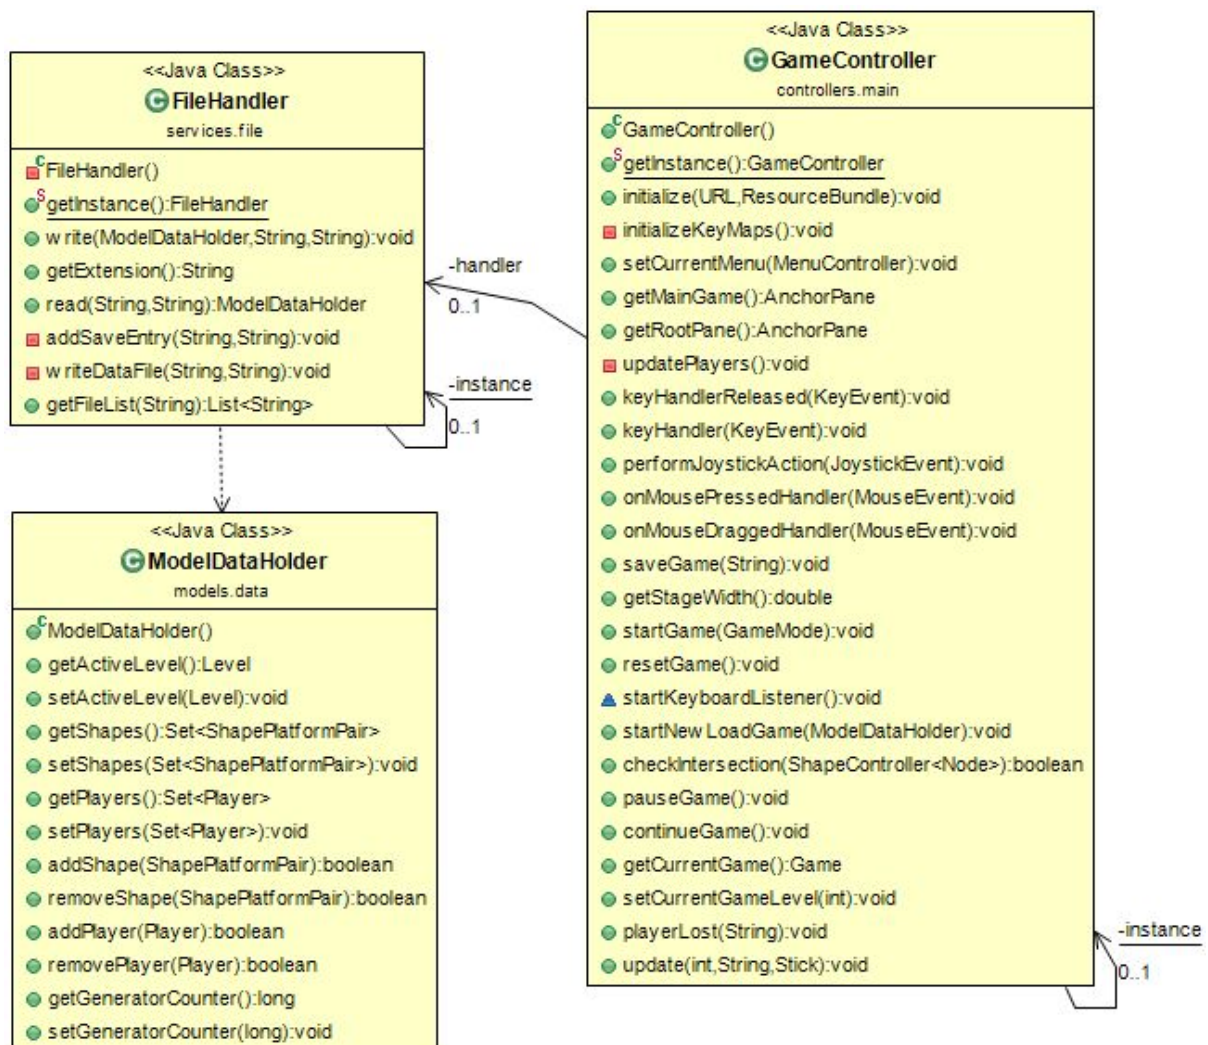 <<Java Class>>
FileHandler
services.file
FileHandler()
getInstance():FileHandler
write(ModelDataHolder,String,String):void
getExtension():String
read(String,String):ModelDataHolder
addSaveEntry(String,String):void
writeDataFile(String,String):void
getFileList(String):List<String>
-handler
0..1
-instance
0..1
<<Java Class>>
ModelDataHolder
models.data
ModelDataHolder()
getActiveLevel():Level
setActiveLevel(Level):void
getShapes():Set<ShapePlatformPair>
setShapes(Set<ShapePlatformPair>):void
getPlayers():Set<Player>
setPlayers(Set<Player>):void
addShape(ShapePlatformPair):boolean
removeShape(ShapePlatformPair):boolean
addPlayer(Player):boolean
removePlayer(Player):boolean
getGeneratorCounter():long
setGeneratorCounter(long):void
<<Java Class>>
GameController
controllers.main
GameController()
getInstance():GameController
initialize(URL,ResourceBundle):void
initializeKeyMaps():void
setCurrentMenu(MenuController):void
getMainGame():AnchorPane
getRootPane():AnchorPane
updatePlayers():void
keyHandlerReleased(KeyEvent):void
keyHandler(KeyEvent):void
performJoystickAction(JoystickEvent):void
onMousePressedHandler(MouseEvent):void
onMouseDraggedHandler(MouseEvent):void
saveGame(String):void
getStageWidth():double
startGame(GameMode):void
resetGame():void
startKeyboardListener():void
startNewLoadGame(ModelDataHolder):void
checkIntersection(ShapeController<Node>):boolean
pauseGame():void
continueGame():void
getCurrentGame():Game
setCurrentGameLevel(int):void
playerLost(String):void
update(int,String,Stick):void
-instance
0..1